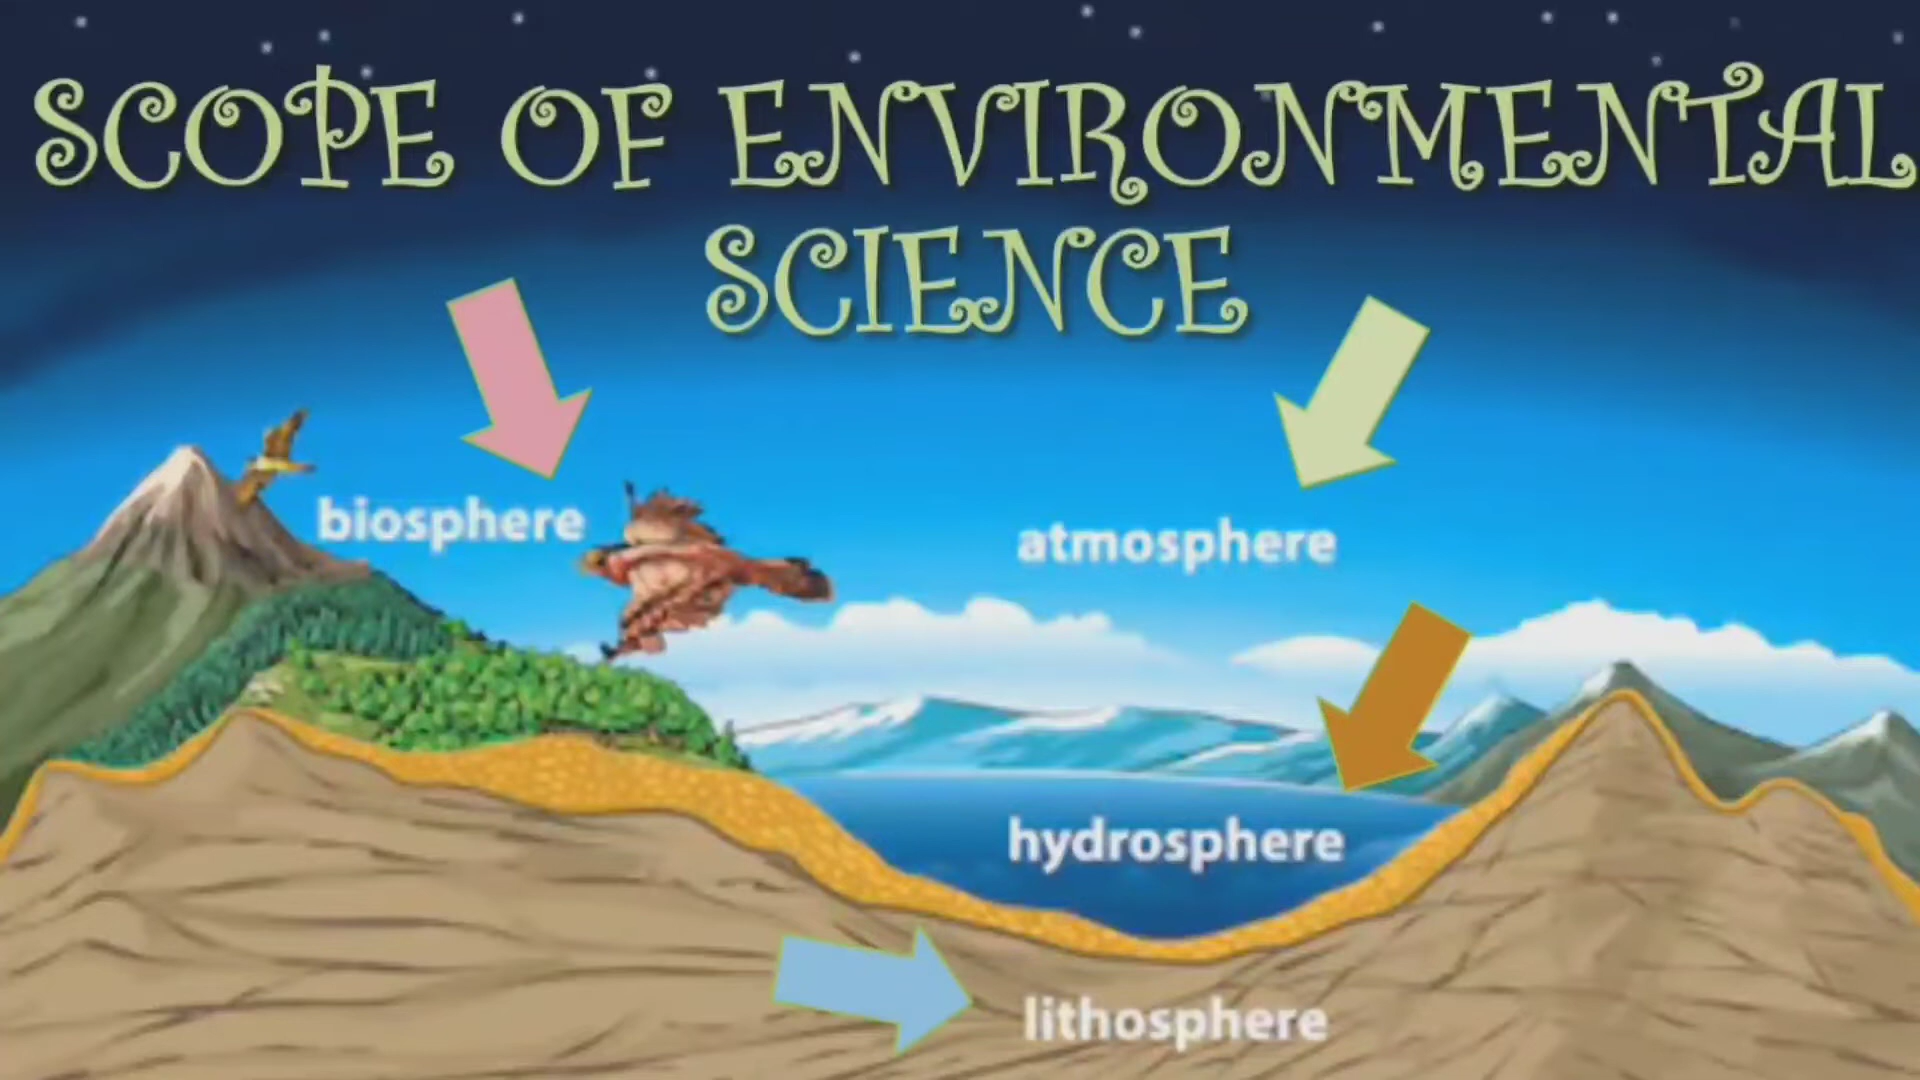 SCOPE OF ENVIRONMENTAL
SCIENCE
biosphere
atmosphere
hydrosphere
lithosphere